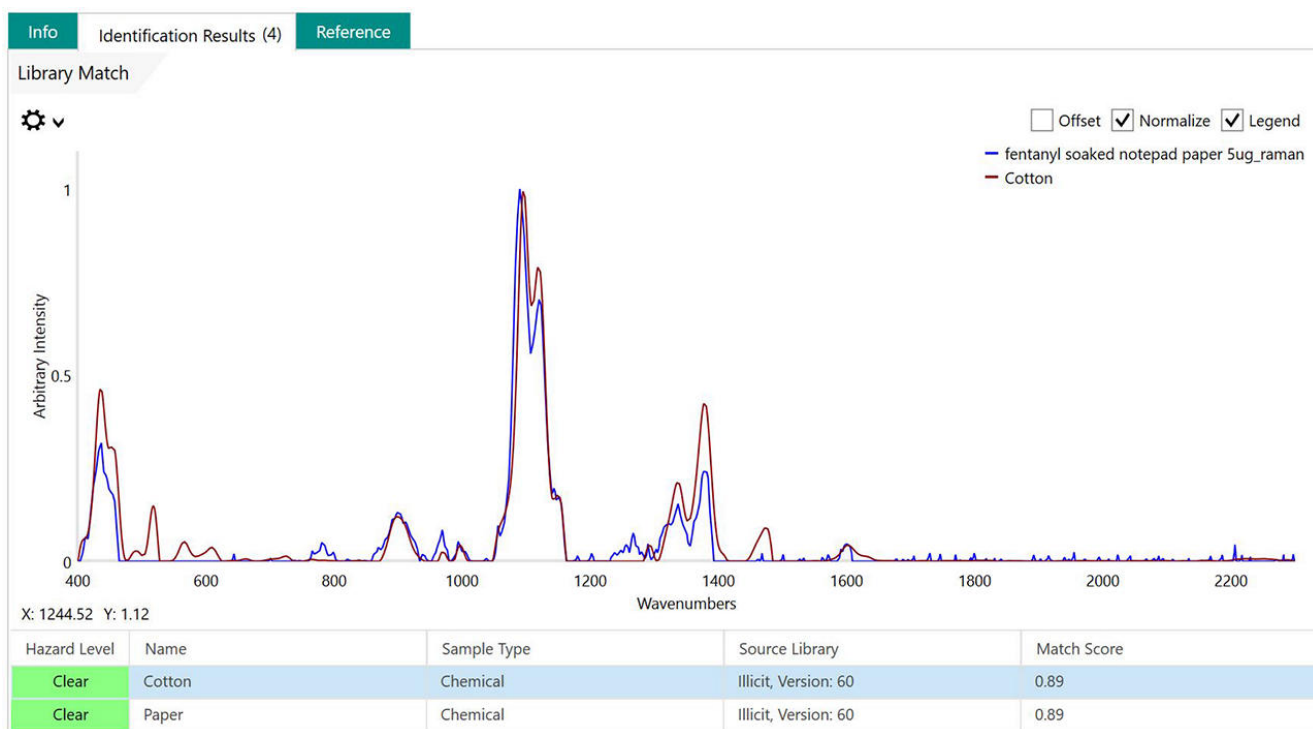 Info Identification Results (4) Reference
Library Match
Offset Normalize Legend
fentanyl soaked notepad paper 5ug_raman
Cotton
1
0.5
0
Arbitrary Intensity
400 600 800 1000 1200 1400 1600 1800 2000 2200
Wavenumbers
X: 1244.52 Y: 1.12
Hazard Level Name Sample Type Source Library Match Score
Clear Cotton Chemical Illicit, Version: 60 0.89
Clear Paper Chemical Illicit, Version: 60 0.89